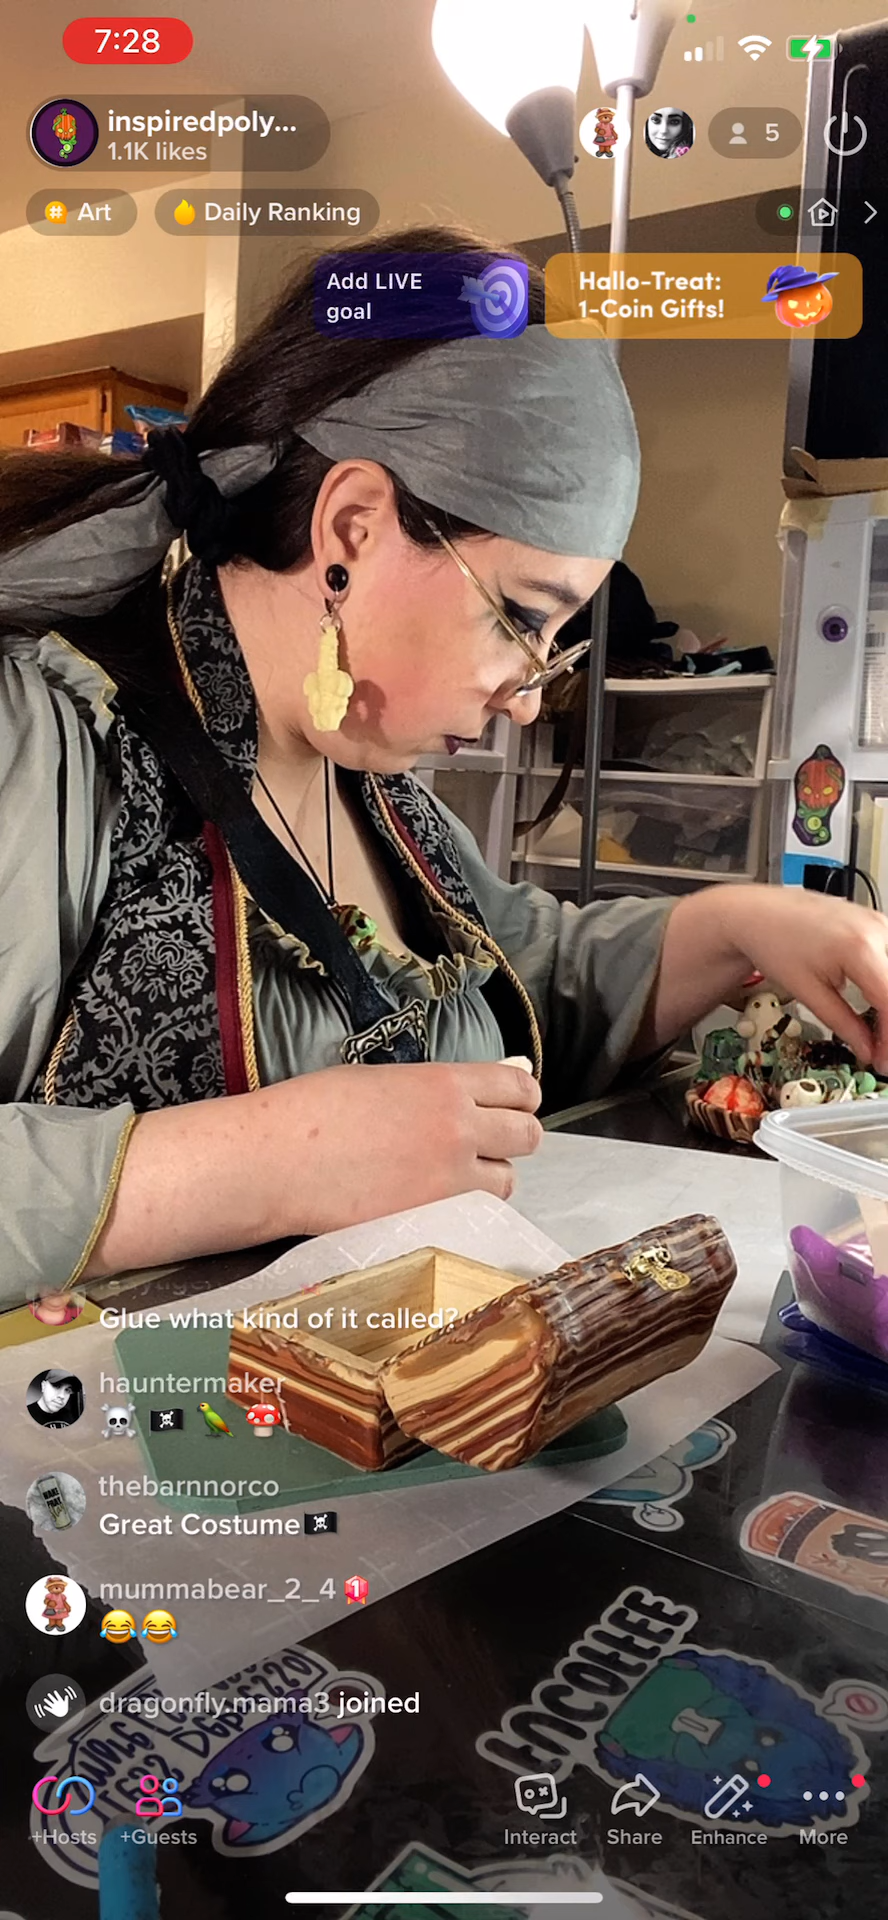 7:28
inspiredpoly...
1.1K likes
5
Art
Daily Ranking
Add LIVE
goal
Hallo-Treat:
1-Coin Gifts!
Glue what kind of it called?
hauntermaker
thebarnnorco
Great Costume
mummabear_2_4 1
dragonfly.mama3 joined
ENCOFFEE
+Hosts
+Guests
Interact
Share
Enhance
More